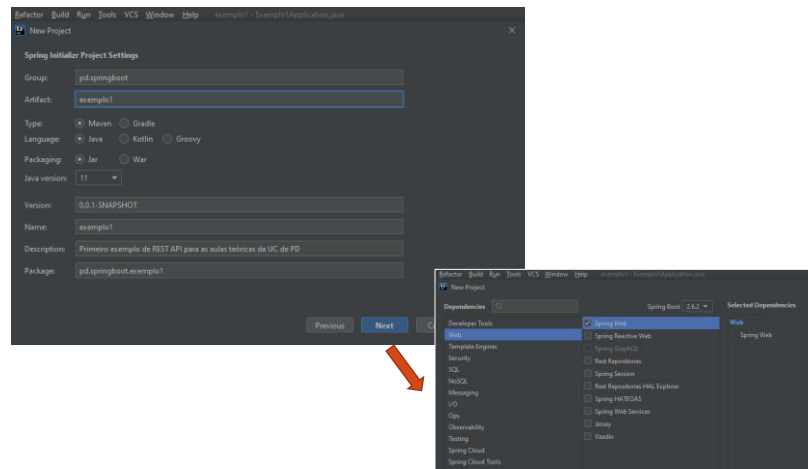 Refactor Build Run Tools VCS Window Help exemplo1 - Exemplo1Application.java
New Project
Spring Initializr Project Settings
Group: pd.springboot
Artifact: exemplo1
Type: Maven Gradle
Language: Java Kotlin Groovy
Packaging: Jar War
Java version: 11
Version: 0.0.1-SNAPSHOT
Name: exemplo1
Description: Primeiro exemplo de REST API para as aulas teóricas da UC de PD
Package: pd.springboot.exemplo1
Previous Next
Refactor Build Run Tools VCS Window Help exemplo1 - Exemplo1Application.java
New Project
Dependencies Spring Boot 2.6.2 Selected Dependencies
Developer Tools Spring Web Web
Web Spring Reactive Web Spring Web
Template Engines Spring GraphQL
Security Rest Repositories
SQL Spring Session
NoSQL Rest Repositories HAL Explorer
Messaging Spring HATEOAS
I/O Spring Web Services
Ops Jersey
Observability Vaadin
Testing
Spring Cloud
Spring Cloud Tools